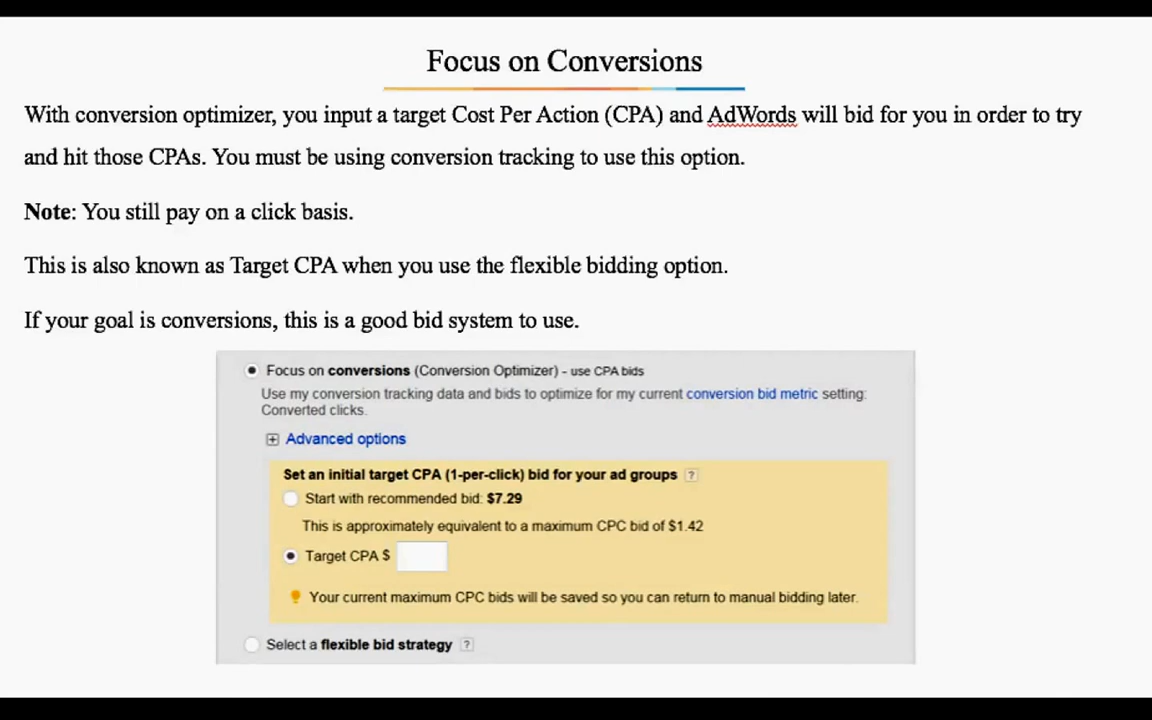 Focus on Conversions
With conversion optimizer, you input a target Cost Per Action (CPA) and AdWords will bid for you in order to try
and hit those CPAs. You must be using conversion tracking to use this option.
Note: You still pay on a click basis.
This is also known as Target CPA when you use the flexible bidding option.
If your goal is conversions, this is a good bid system to use.
Focus on conversions (Conversion Optimizer) - use CPA bids
Use my conversion tracking data and bids to optimize for my current conversion bid metric setting:
Converted clicks.
Advanced options
Set an initial target CPA (1-per-click) bid for your ad groups ?
Start with recommended bid: $7.29
This is approximately equivalent to a maximum CPC bid of $1.42
Target CPA $
Your current maximum CPC bids will be saved so you can return to manual bidding later.
Select a flexible bid strategy ?